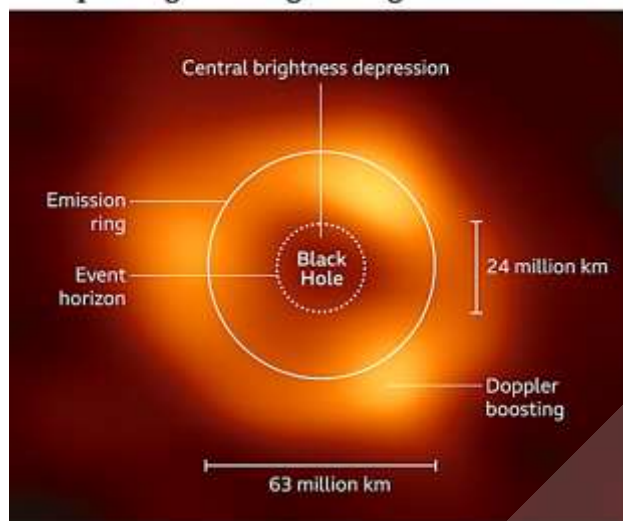 Central brightness depression
Emission
ring
Black
Hole
Event
horizon
24 million km
Doppler
boosting
63 million km